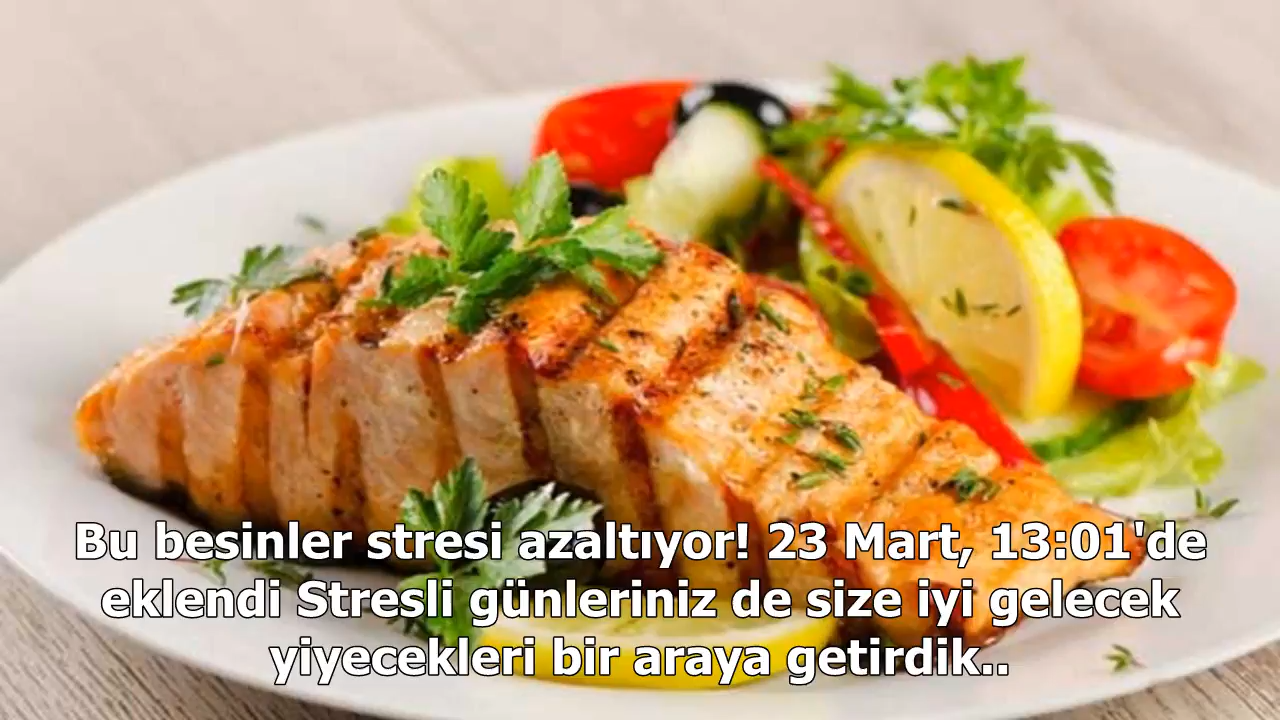 Bu besinler stresi azaltıyor! 23 Mart, 13:01'de
eklendi Stresli günleriniz de size iyi gelecek
yiyecekleri bir araya getirdik..